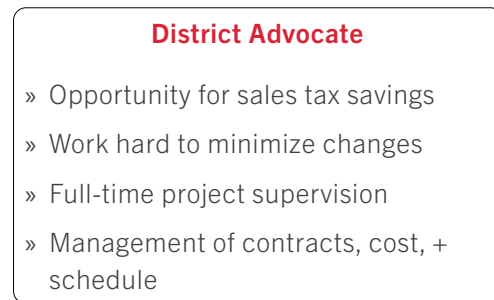 District Advocate
» Opportunity for sales tax savings
» Work hard to minimize changes
» Full-time project supervision
» Management of contracts, cost, +
schedule